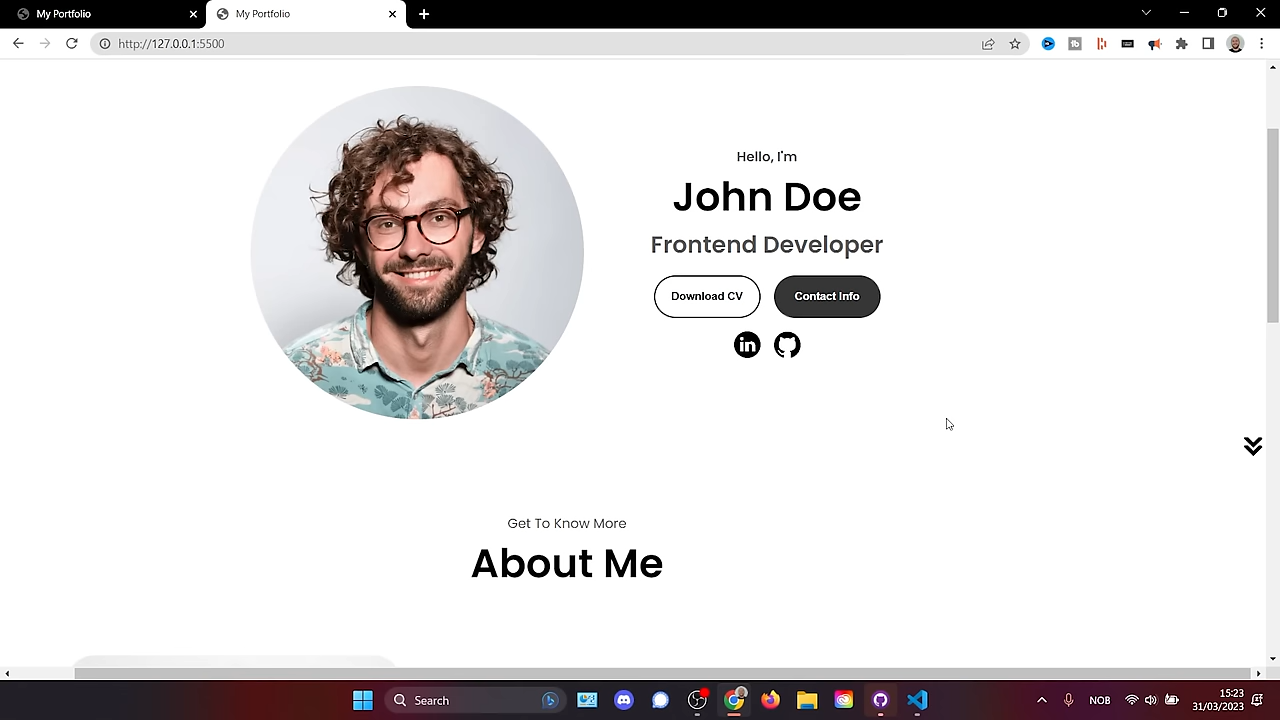 My Portfolio
My Portfolio
http://127.0.0.1:5500
Hello, I'm
John Doe
Frontend Developer
Download CV
Contact Info
in
Get To Know More
About Me
Search
NOB
15:23
31/03/2023